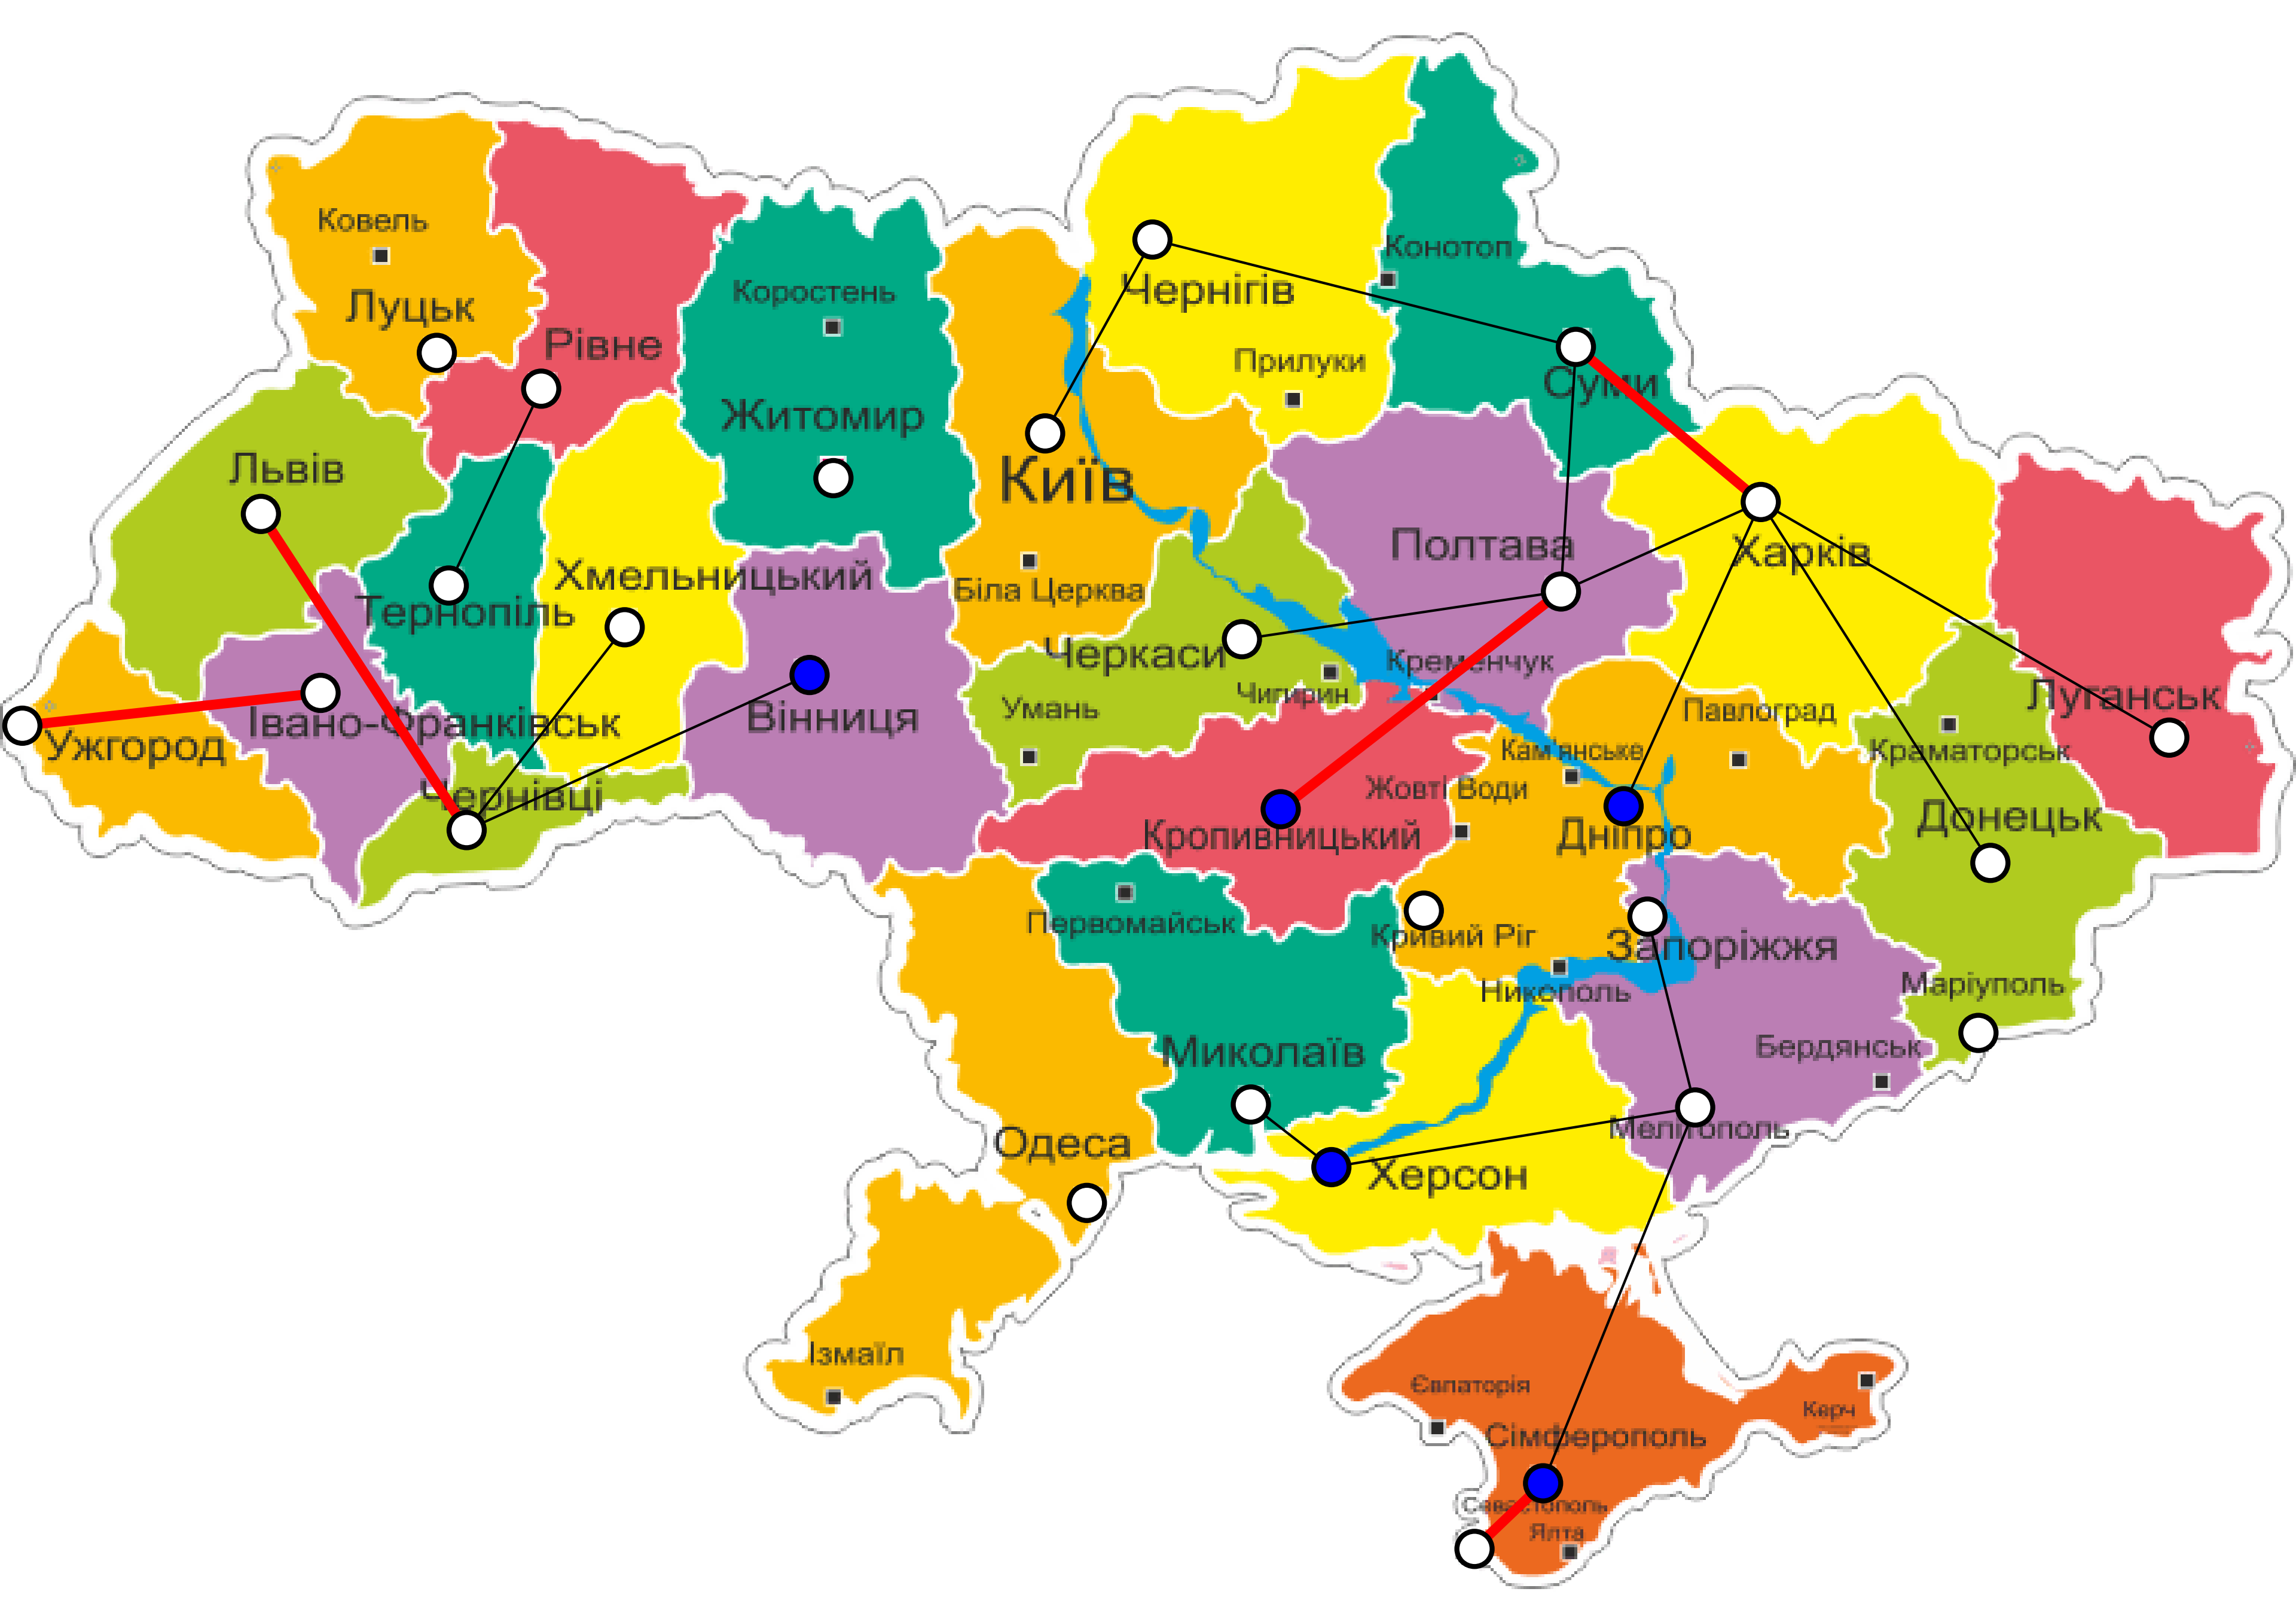 Ковель
Луцьк
Рівне
Коростень
Житомир
Чернігів
Прилуки
Конотоп
Суми
Київ
Біла Церква
Львів
Тернопіль
Хмельницький
Вінниця
Полтава
Харків
Черкаси
Чигирин
Кременчук
Умань
Ужгород
Івано-Франківськ
Чернівці
Кропивницький
Жовті Води
Кам'янське
Павлоград
Дніпро
Краматорськ
Луганськ
Донецьк
Первомайськ
Кривий Ріг
Запоріжжя
Нікополь
Маріуполь
Миколаїв
Бердянськ
Мелітополь
Одеса
Херсон
Ізмаїл
Євпаторія
Керч
Сімферополь
Севастополь
Ялта